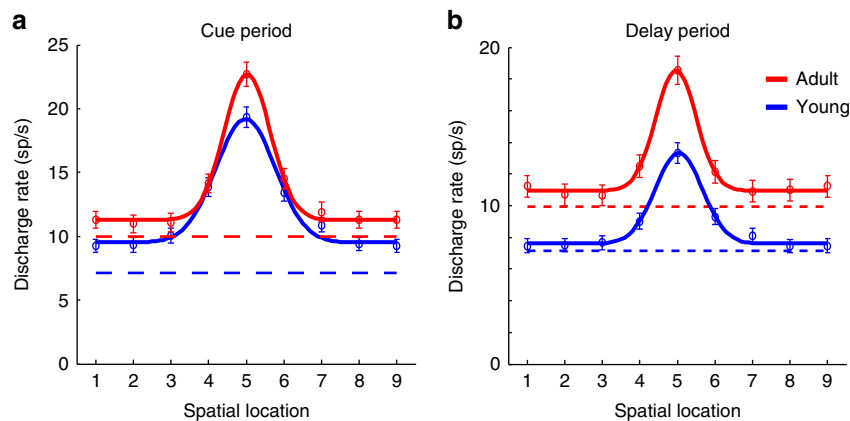 a
Cue period
25
20
15
10
5
0
Discharge rate (sp/s)
1 2 3 4 5 6 7 8 9
Spatial location
b
Delay period
20
10
0
Discharge rate (sp/s)
1 2 3 4 5 6 7 8 9
Spatial location
Adult
Young